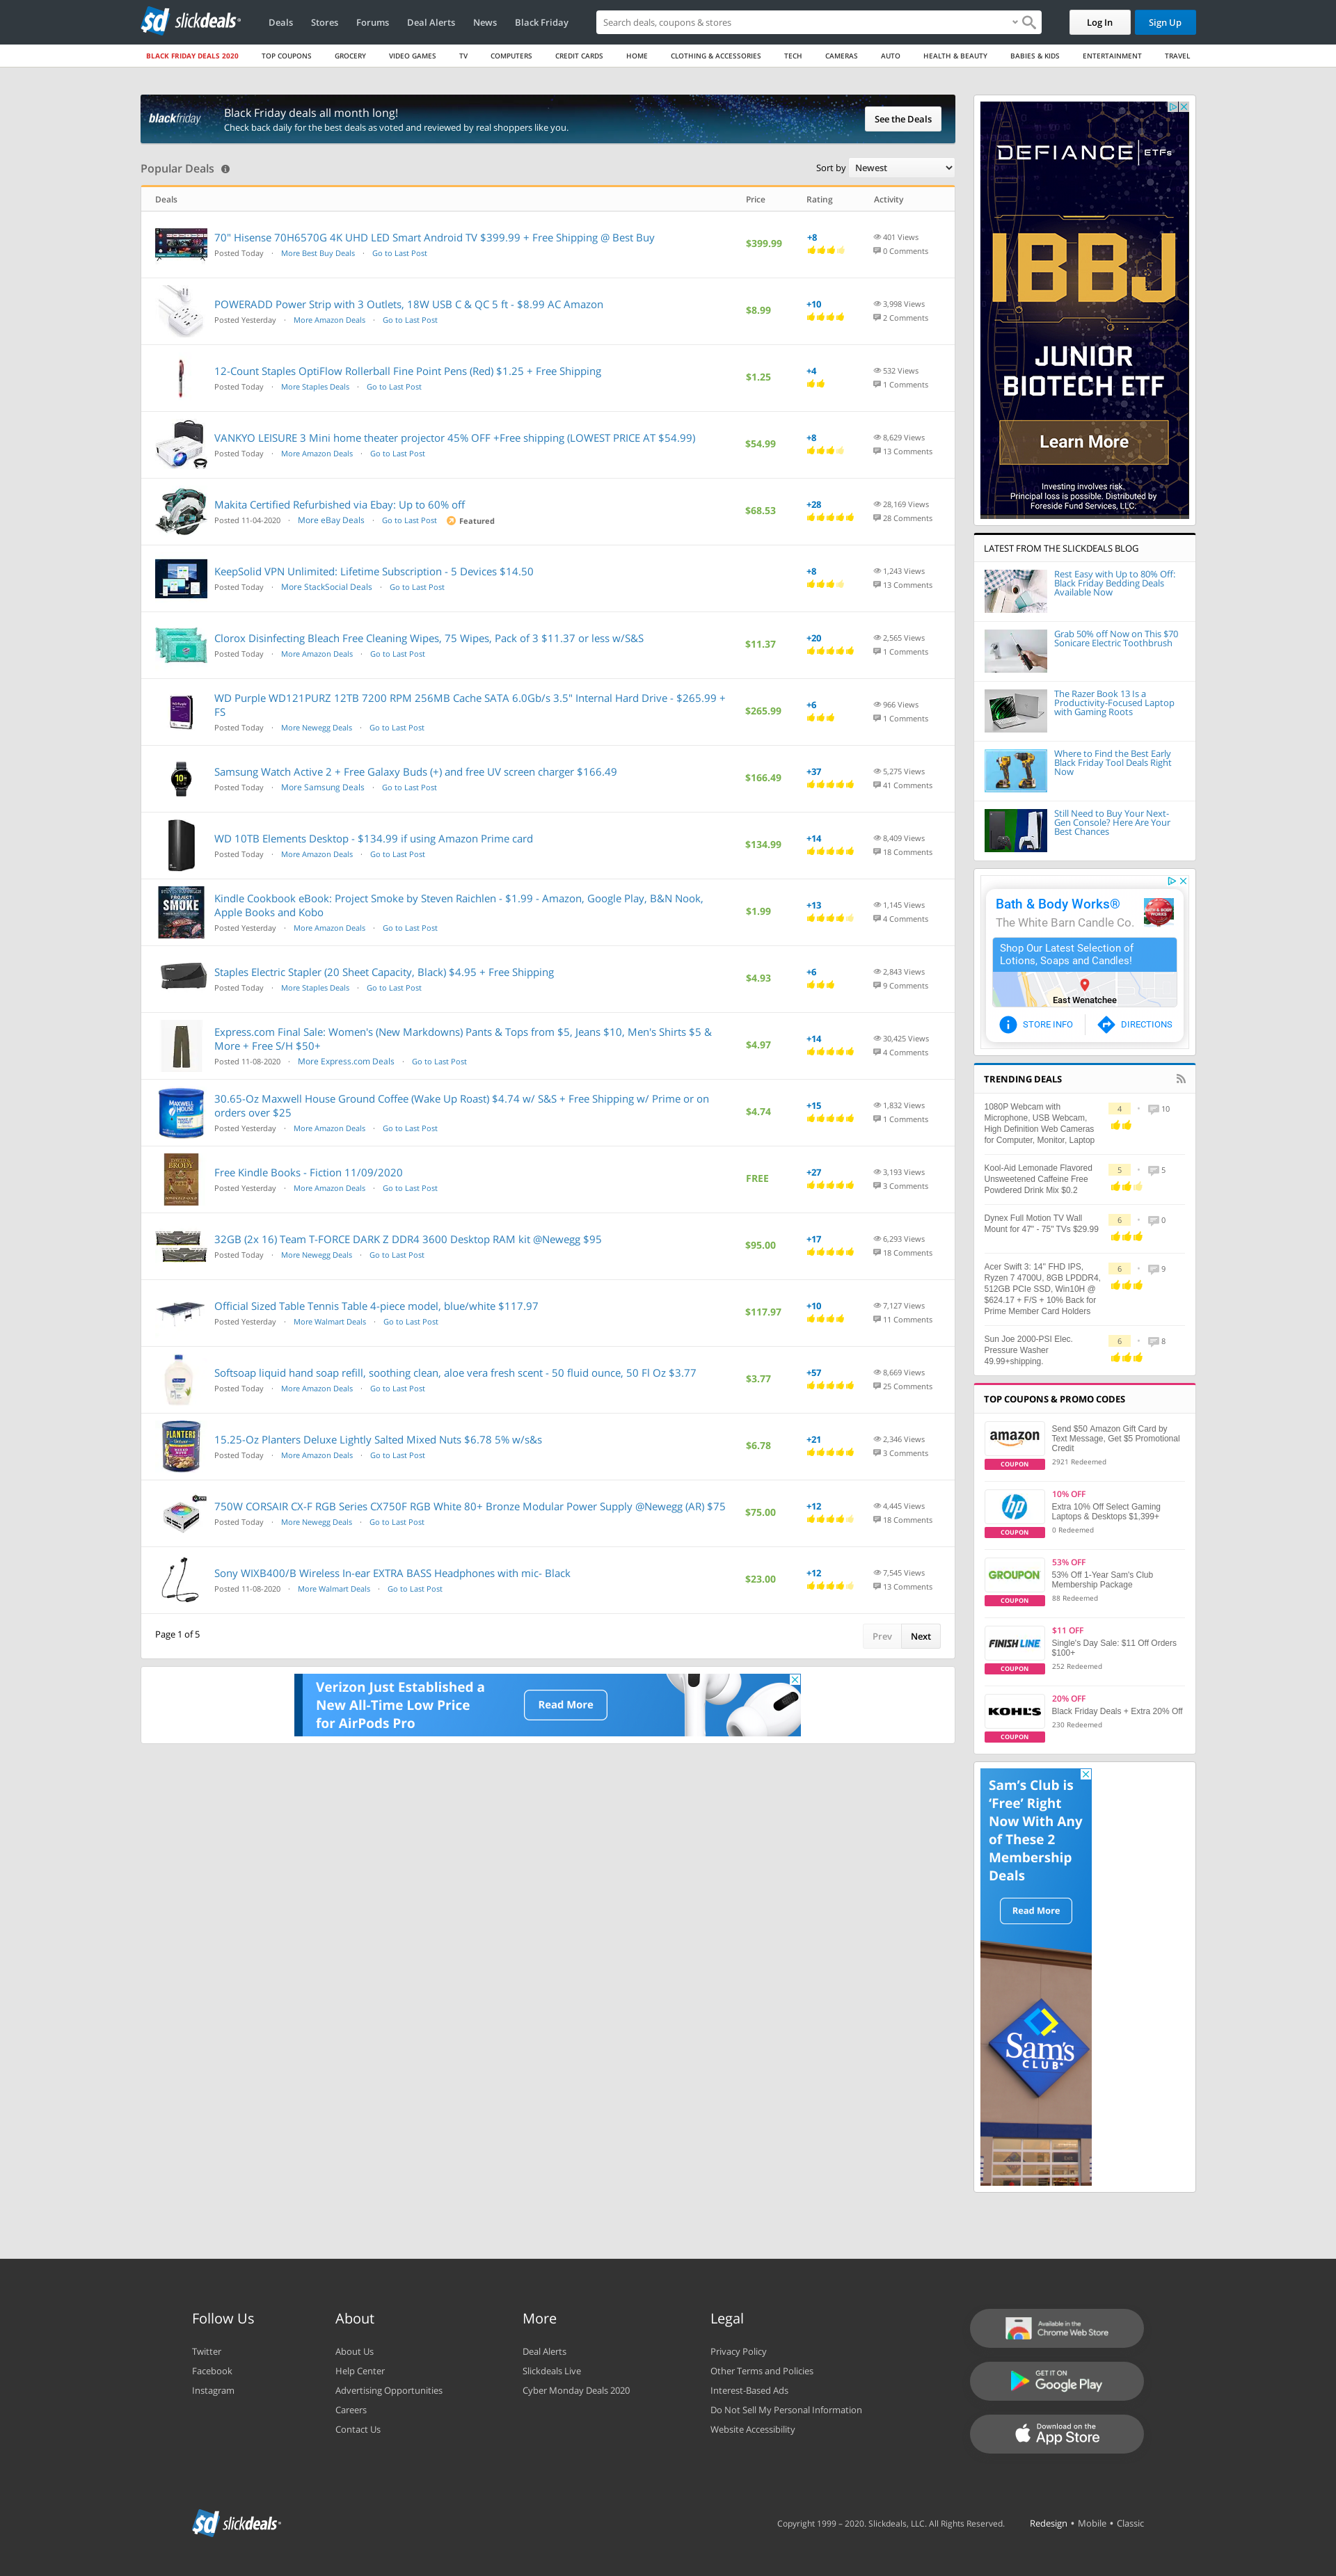 slickdeals
Deals Stores Forums Deal Alerts News Black Friday
Search deals, coupons & stores
Log In Sign Up
BLACK FRIDAY DEALS 2020 TOP COUPONS GROCERY VIDEO GAMES TV COMPUTERS CREDIT CARDS HOME CLOTHING & ACCESSORIES TECH CAMERAS AUTO HEALTH & BEAUTY BABIES & KIDS ENTERTAINMENT TRAVEL
blackfriday
Black Friday deals all month long!
Check back daily for the best deals as voted and reviewed by real shoppers like you.
See the Deals
Popular Deals
Sort by Newest
Deals Price Rating Activity
70" Hisense 70H6570G 4K UHD LED Smart Android TV $399.99 + Free Shipping @ Best Buy
Posted Today · More Best Buy Deals · Go to Last Post
$399.99
+8
401 Views
0 Comments
POWERADD Power Strip with 3 Outlets, 18W USB C & QC 5 ft - $8.99 AC Amazon
Posted Yesterday · More Amazon Deals · Go to Last Post
$8.99
+10
3,998 Views
2 Comments
12-Count Staples OptiFlow Rollerball Fine Point Pens (Red) $1.25 + Free Shipping
Posted Today · More Staples Deals · Go to Last Post
$1.25
+4
532 Views
1 Comments
VANKYO LEISURE 3 Mini home theater projector 45% OFF +Free shipping (LOWEST PRICE AT $54.99)
Posted Today · More Amazon Deals · Go to Last Post
$54.99
+8
8,629 Views
13 Comments
Makita Certified Refurbished via Ebay: Up to 60% off
Posted 11-04-2020 · More eBay Deals · Go to Last Post Featured
$68.53
+28
28,169 Views
28 Comments
KeepSolid VPN Unlimited: Lifetime Subscription - 5 Devices $14.50
Posted Today · More StackSocial Deals · Go to Last Post
+8
1,243 Views
13 Comments
Clorox Disinfecting Bleach Free Cleaning Wipes, 75 Wipes, Pack of 3 $11.37 or less w/S&S
Posted Today · More Amazon Deals · Go to Last Post
$11.37
+20
2,565 Views
1 Comments
WD Purple WD121PURZ 12TB 7200 RPM 256MB Cache SATA 6.0Gb/s 3.5" Internal Hard Drive - $265.99 +
FS
Posted Today · More Newegg Deals · Go to Last Post
$265.99
+6
966 Views
1 Comments
Samsung Watch Active 2 + Free Galaxy Buds (+) and free UV screen charger $166.49
Posted Today · More Samsung Deals · Go to Last Post
$166.49
+37
5,275 Views
41 Comments
WD 10TB Elements Desktop - $134.99 if using Amazon Prime card
Posted Today · More Amazon Deals · Go to Last Post
$134.99
+14
8,409 Views
18 Comments
PROJECT
SMOKE
Kindle Cookbook eBook: Project Smoke by Steven Raichlen - $1.99 - Amazon, Google Play, B&N Nook,
Apple Books and Kobo
Posted Yesterday · More Amazon Deals · Go to Last Post
$1.99
+13
1,145 Views
4 Comments
Staples Electric Stapler (20 Sheet Capacity, Black) $4.95 + Free Shipping
Posted Today · More Staples Deals · Go to Last Post
$4.93
+6
2,843 Views
9 Comments
Express.com Final Sale: Women's (New Markdowns) Pants & Tops from $5, Jeans $10, Men's Shirts $5 &
More + Free S/H $50+
Posted 11-08-2020 · More Express.com Deals · Go to Last Post
$4.97
+14
30,425 Views
4 Comments
MAXWELL
HOUSE
30.65-Oz Maxwell House Ground Coffee (Wake Up Roast) $4.74 w/ S&S + Free Shipping w/ Prime or on
orders over $25
Posted Yesterday · More Amazon Deals · Go to Last Post
$4.74
+15
1,832 Views
1 Comments
BRODY
Free Kindle Books - Fiction 11/09/2020
Posted Yesterday · More Amazon Deals · Go to Last Post
FREE
+27
3,193 Views
3 Comments
32GB (2x 16) Team T-FORCE DARK Z DDR4 3600 Desktop RAM kit @Newegg $95
Posted Today · More Newegg Deals · Go to Last Post
$95.00
+17
6,293 Views
18 Comments
Official Sized Table Tennis Table 4-piece model, blue/white $117.97
Posted Yesterday · More Walmart Deals · Go to Last Post
$117.97
+10
7,127 Views
11 Comments
Softsoap liquid hand soap refill, soothing clean, aloe vera fresh scent - 50 fluid ounce, 50 Fl Oz $3.77
Posted Today · More Amazon Deals · Go to Last Post
$3.77
+57
8,669 Views
25 Comments
PLANTERS
15.25-Oz Planters Deluxe Lightly Salted Mixed Nuts $6.78 5% w/s&s
Posted Today · More Amazon Deals · Go to Last Post
$6.78
+21
2,346 Views
3 Comments
750W CORSAIR CX-F RGB Series CX750F RGB White 80+ Bronze Modular Power Supply @Newegg (AR) $75
Posted Today · More Newegg Deals · Go to Last Post
$75.00
+12
4,445 Views
18 Comments
Sony WIXB400/B Wireless In-ear EXTRA BASS Headphones with mic- Black
Posted 11-08-2020 · More Walmart Deals · Go to Last Post
$23.00
+12
7,545 Views
13 Comments
Page 1 of 5
Prev Next
Verizon Just Established a
New All-Time Low Price
for AirPods Pro
Read More
DEFIANCE ETFs
IBBJ
JUNIOR
BIOTECH ETF
Learn More
Investing involves risk.
Principal loss is possible. Distributed by
Foreside Fund Services, LLC.
LATEST FROM THE SLICKDEALS BLOG
Rest Easy with Up to 80% Off:
Black Friday Bedding Deals
Available Now
Grab 50% off Now on This $70
Sonicare Electric Toothbrush
The Razer Book 13 Is a
Productivity-Focused Laptop
with Gaming Roots
Where to Find the Best Early
Black Friday Tool Deals Right
Now
Still Need to Buy Your Next-
Gen Console? Here Are Your
Best Chances
Bath & Body Works®
The White Barn Candle Co.
Shop Our Latest Selection of
Lotions, Soaps and Candles!
East Wenatchee
STORE INFO DIRECTIONS
TRENDING DEALS
1080P Webcam with
Microphone, USB Webcam,
High Definition Web Cameras
for Computer, Monitor, Laptop
4 10
Kool-Aid Lemonade Flavored
Unsweetened Caffeine Free
Powdered Drink Mix $0.2
5 5
Dynex Full Motion TV Wall
Mount for 47" - 75" TVs $29.99
6 0
Acer Swift 3: 14" FHD IPS,
Ryzen 7 4700U, 8GB LPDDR4,
512GB PCIe SSD, Win10H @
$624.17 + F/S + 10% Back for
Prime Member Card Holders
6 9
Sun Joe 2000-PSI Elec.
Pressure Washer
49.99+shipping.
6 8
TOP COUPONS & PROMO CODES
amazon
COUPON
Send $50 Amazon Gift Card by
Text Message, Get $5 Promotional
Credit
2921 Redeemed
hp
COUPON
10% OFF
Extra 10% Off Select Gaming
Laptops & Desktops $1,399+
0 Redeemed
GROUPON
COUPON
53% OFF
53% Off 1-Year Sam's Club
Membership Package
88 Redeemed
FINISH LINE
COUPON
$11 OFF
Single's Day Sale: $11 Off Orders
$100+
252 Redeemed
KOHL'S
COUPON
20% OFF
Black Friday Deals + Extra 20% Off
230 Redeemed
Sam's Club is
'Free' Right
Now With Any
of These 2
Membership
Deals
Read More
Sam's
CLUB
Follow Us
Twitter
Facebook
Instagram
About
About Us
Help Center
Advertising Opportunities
Careers
Contact Us
More
Deal Alerts
Slickdeals Live
Cyber Monday Deals 2020
Legal
Privacy Policy
Other Terms and Policies
Interest-Based Ads
Do Not Sell My Personal Information
Website Accessibility
Available in the
Chrome Web Store
GET IT ON
Google Play
Download on the
App Store
slickdeals
Copyright 1999 – 2020. Slickdeals, LLC. All Rights Reserved.
Redesign • Mobile • Classic